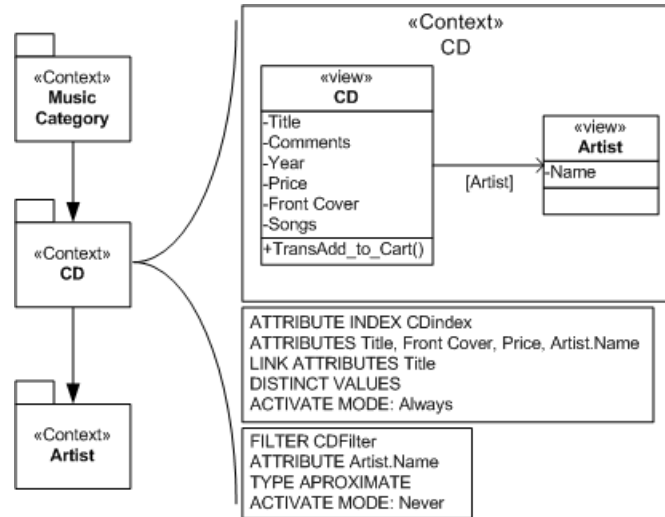 «Context»
Music
Category
«Context»
CD
«Context»
Artist
«Context»
CD
«view»
CD
-Title
-Comments
-Year
-Price
-Front Cover
-Songs
+TransAdd_to_Cart()
[Artist]
«view»
Artist
-Name
ATTRIBUTE INDEX CDindex
ATTRIBUTES Title, Front Cover, Price, Artist.Name
LINK ATTRIBUTES Title
DISTINCT VALUES
ACTIVATE MODE: Always
FILTER CDFilter
ATTRIBUTE Artist.Name
TYPE APROXIMATE
ACTIVATE MODE: Never